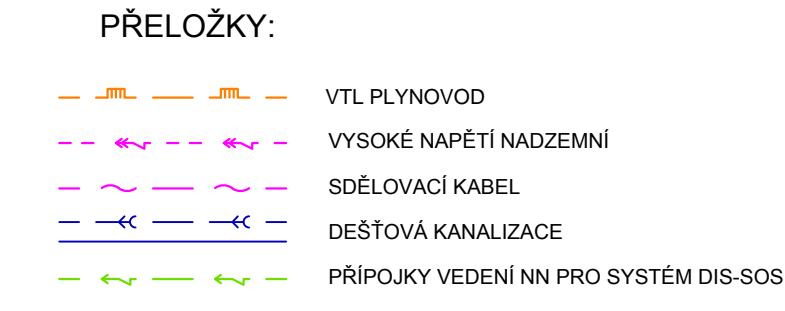 PŘELOŽKY:
VTL PLYNOVOD
VYSOKÉ NAPĚTÍ NADZEMNÍ
SDĚLOVACÍ KABEL
DEŠŤOVÁ KANALIZACE
PŘÍPOJKY VEDENÍ NN PRO SYSTÉM DIS-SOS